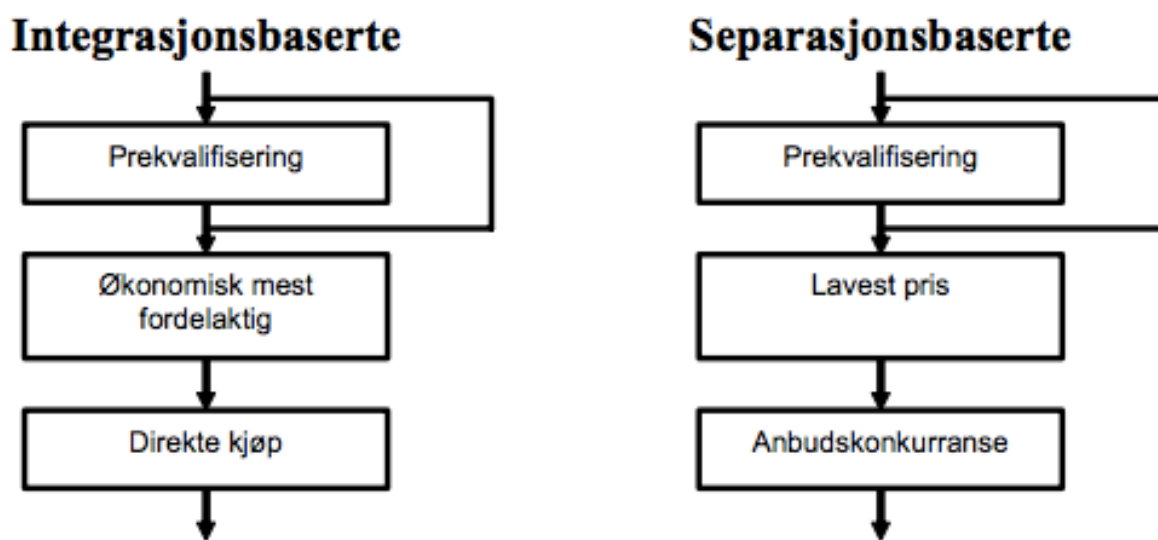 Integrasjonsbaserte
Prekvalifisering
Økonomisk mest
fordelaktig
Direkte kjøp
Separasjonsbaserte
Prekvalifisering
Lavest pris
Anbudskonkurranse